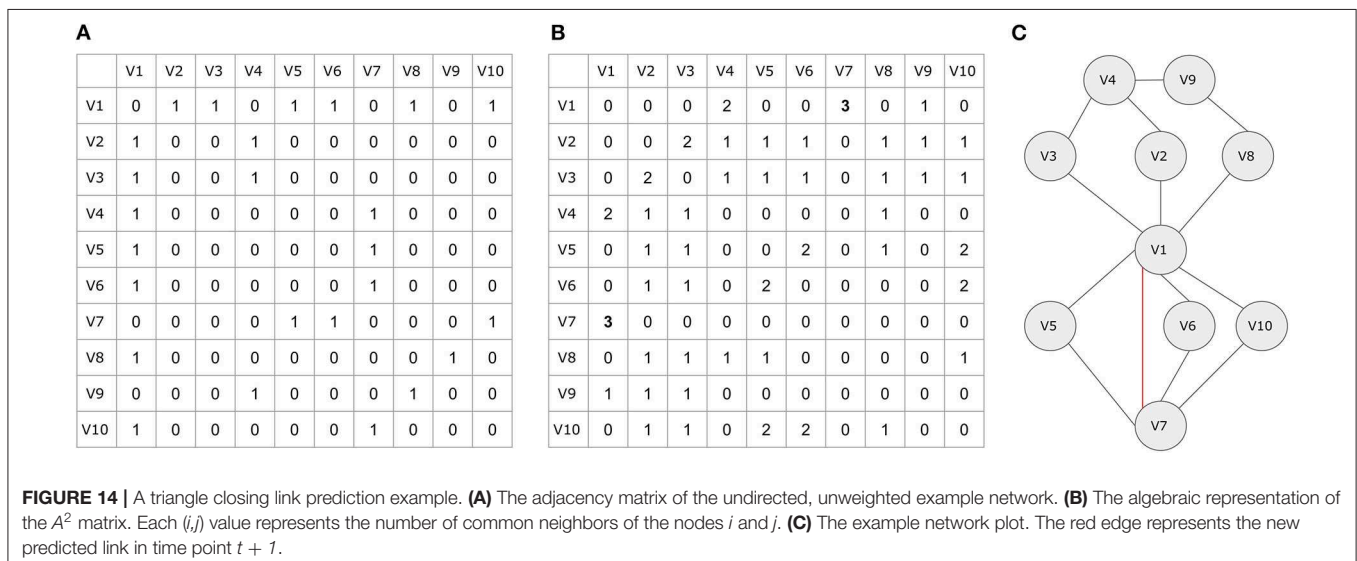 A
V1 V2 V3 V4 V5 V6 V7 V8 V9 V10
V1 0 1 1 0 1 1 0 1 0 1
V2 1 0 0 1 0 0 0 0 0 0
V3 1 0 0 1 0 0 0 0 0 0
V4 1 0 0 0 0 0 1 0 0 0
V5 1 0 0 0 0 0 1 0 0 0
V6 1 0 0 0 0 0 1 0 0 0
V7 0 0 0 0 1 1 0 0 0 1
V8 1 0 0 0 0 0 0 0 1 0
V9 0 0 0 1 0 0 0 1 0 0
V10 1 0 0 0 0 0 1 0 0 0
B
V1 V2 V3 V4 V5 V6 V7 V8 V9 V10
V1 0 0 0 2 0 0 3 0 1 0
V2 0 0 2 1 1 1 0 1 1 1
V3 0 2 0 1 1 1 0 1 1 1
V4 2 1 1 0 0 0 0 1 0 0
V5 0 1 1 0 0 2 0 1 0 2
V6 0 1 1 0 2 0 0 0 0 2
V7 3 0 0 0 0 0 0 0 0 0
V8 0 1 1 1 1 0 0 0 0 1
V9 1 1 1 0 0 0 0 0 0 0
V10 0 1 1 0 2 2 0 1 0 0
C
V4 V9
V3 V2 V8
V1
V5 V6 V10
V7
FIGURE 14 | A triangle closing link prediction example. (A) The adjacency matrix of the undirected, unweighted example network. (B) The algebraic representation of
the A² matrix. Each (i,j) value represents the number of common neighbors of the nodes i and j. (C) The example network plot. The red edge represents the new
predicted link in time point t + 1.